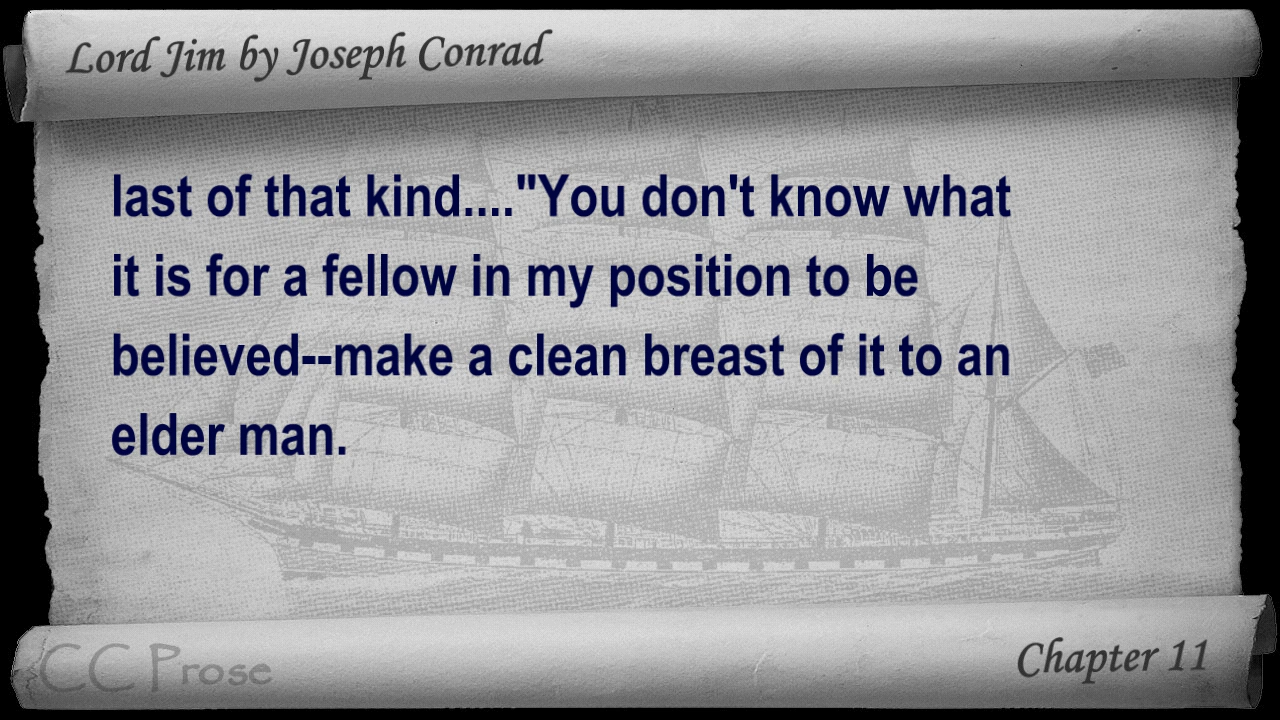 Lord Jim by Joseph Conrad
last of that kind...."You don't know what
it is for a fellow in my position to be
believed--make a clean breast of it to an
elder man.
CC Prose
Chapter 11